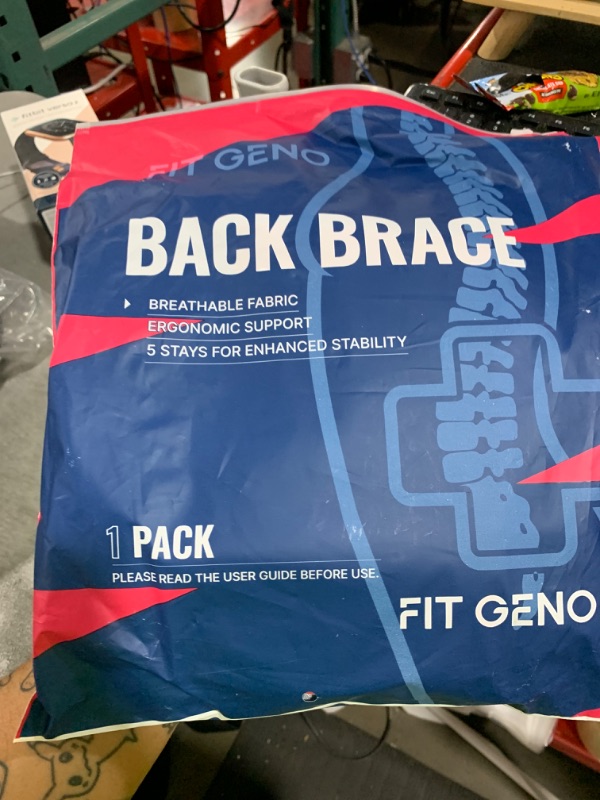 FIT GENO
BACK BRACE
BREATHABLE FABRIC
ERGONOMIC SUPPORT
5 STAYS FOR ENHANCED STABILITY
1 PACK
PLEASE READ THE USER GUIDE BEFORE USE.
FIT GENO